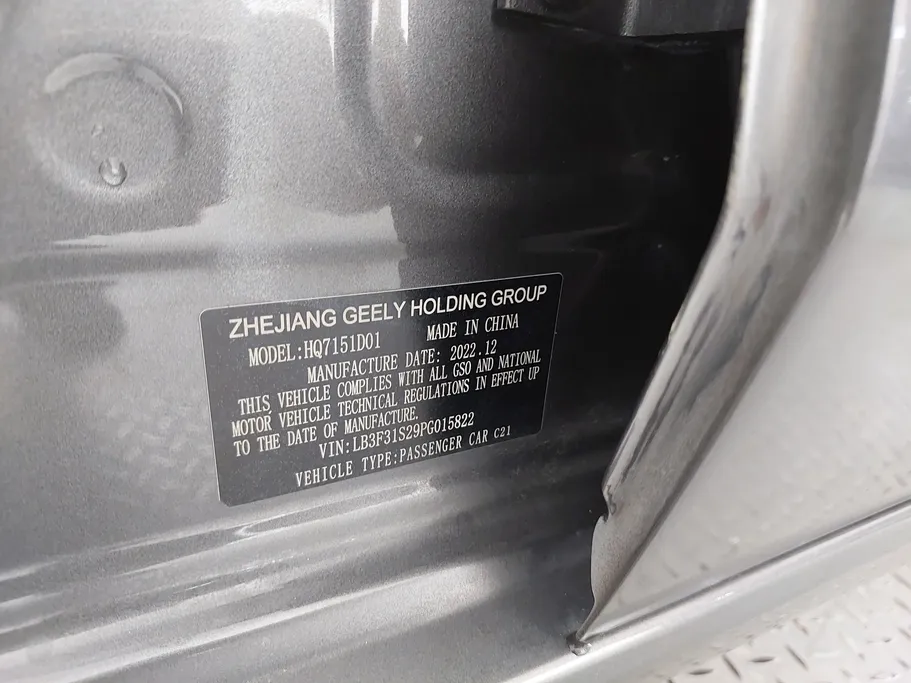 ZHEJIANG GEELY HOLDING GROUP
MODEL:HQ7151D01 MADE IN CHINA
MANUFACTURE DATE: 2022.12
THIS VEHICLE COMPLIES WITH ALL GSO AND NATIONAL
MOTOR VEHICLE TECHNICAL REGULATIONS IN EFFECT UP
TO THE DATE OF MANUFACTURE.
VIN:LB3F31S29PG015822
VEHICLE TYPE:PASSENGER CAR C21